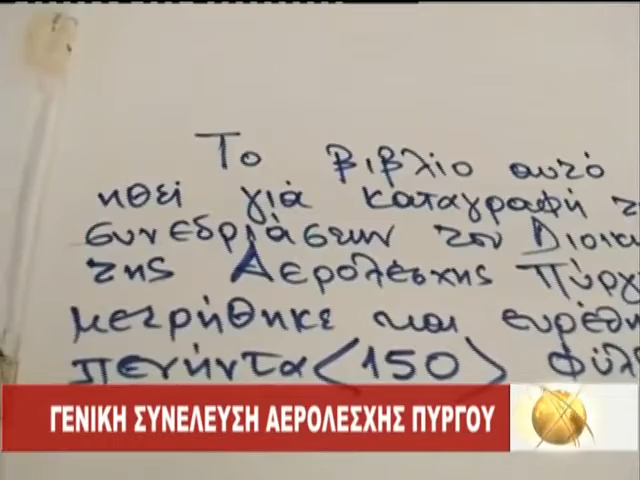 Το βιβλίο αυτό
ηθεί γιά καταγραφή τ
συνεδριάσεων του Διοικ
της Αερολέσχης Πύργ
μετρήθηκε και ευρέθη
πενήντα <150> φύλ
ΓΕΝΙΚΗ ΣΥΝΕΛΕΥΣΗ ΑΕΡΟΛΕΣΧΗΣ ΠΥΡΓΟΥ